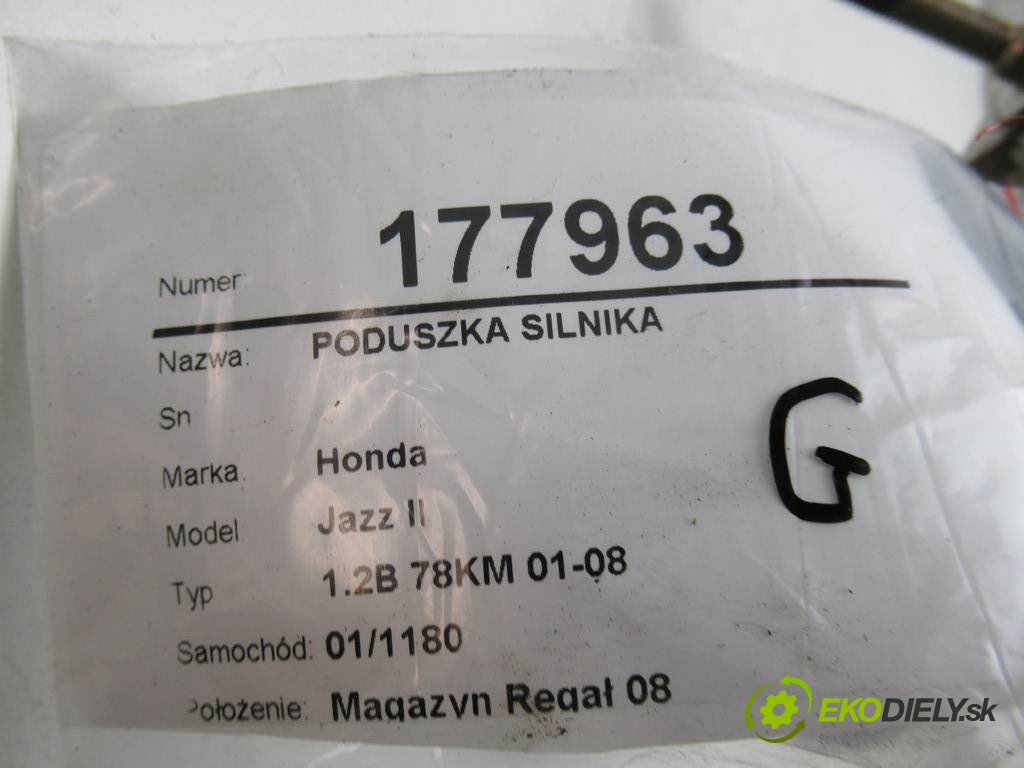 Numer: 177963
Nazwa: PODUSZKA SILNIKA
Sn
Marka. Honda
G
Model Jazz II
Typ 1.2B 78KM 01-08
Samochód: 01/1180
Położenie: Magazyn Regał 08
EKODIELY.sk